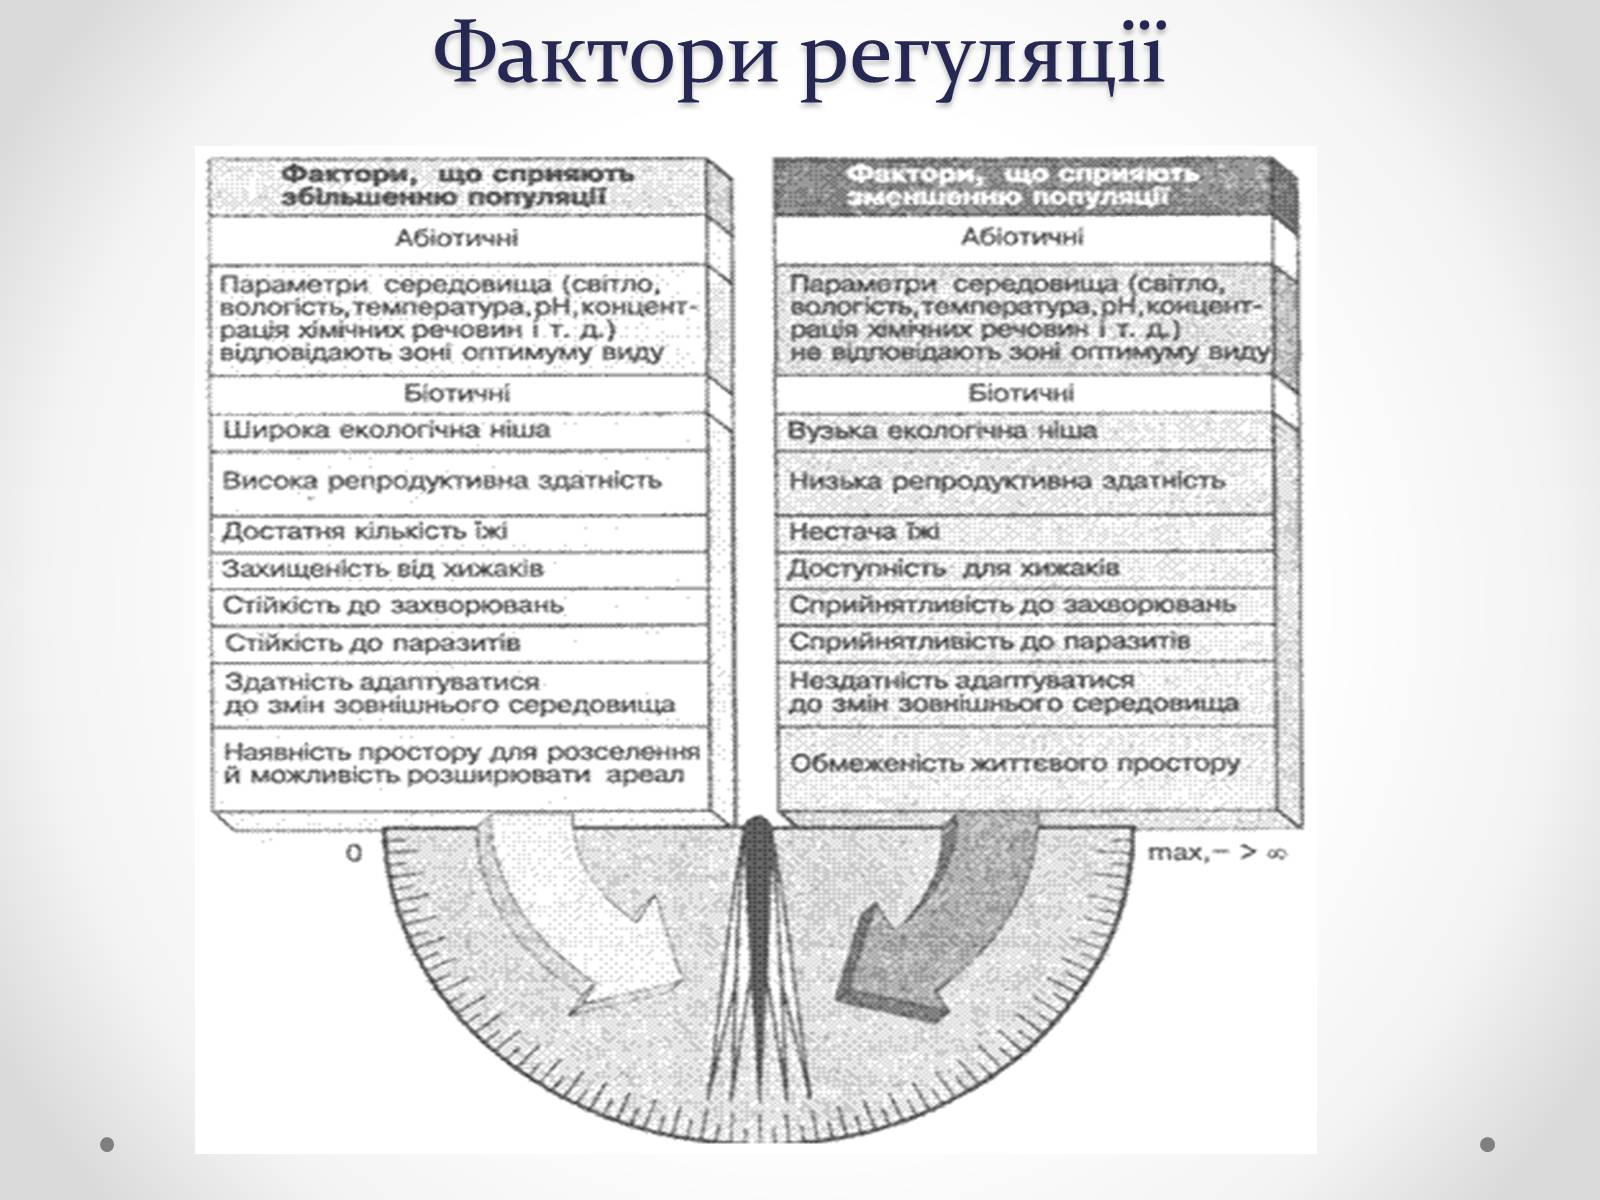 Фактори регуляції
Фактори, що сприяють
збільшенню популяції
Абіотичні
Параметри середовища (світло,
вологість, температура, рН, концент-
рація хімічних речовин і т. д.)
відповідають зоні оптимуму виду
Біотичні
Широка екологічна ніша
Висока репродуктивна здатність
Достатня кількість їжі
Захищеність від хижаків
Стійкість до захворювань
Стійкість до паразитів
Здатність адаптуватися
до змін зовнішнього середовища
Наявність простору для розселення
й можливість розширювати ареал
Фактори, що сприяють
зменшенню популяції
Абіотичні
Параметри середовища (світло,
вологість, температура, рН, концент-
рація хімічних речовин і т. д.)
не відповідають зоні оптимуму виду
Біотичні
Вузька екологічна ніша
Низька репродуктивна здатність
Нестача їжі
Доступність для хижаків
Сприйнятливість до захворювань
Сприйнятливість до паразитів
Нездатність адаптуватися
до змін зовнішнього середовища
Обмеженість життєвого простору
0
max,– > ∞